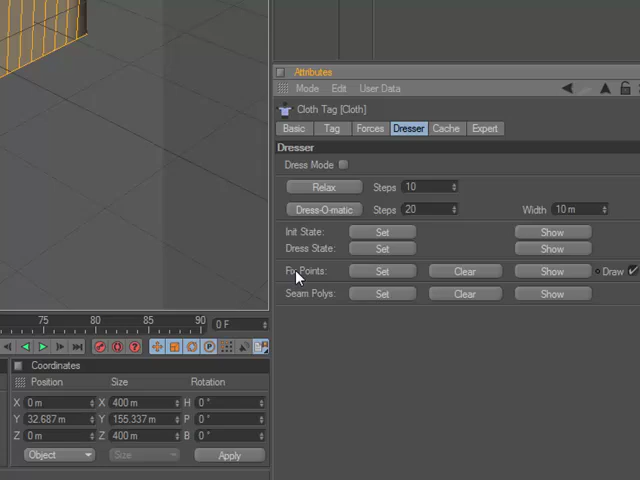 Attributes
Mode Edit User Data
Cloth Tag [Cloth]
Basic Tag Forces Dresser Cache Expert
Dresser
Dress Mode
Relax Steps 10
Dress-O-matic Steps 20 Width 10 m
Init State: Set Show
Dress State: Set Show
Fix Points: Set Clear Show Draw
Seam Polys: Set Clear Show
75 80 85 90 0 F
Coordinates
Position Size Rotation
X 0 m X 400 m H 0 °
Y 32.687 m Y 155.337 m P 0 °
Z 0 m Z 400 m B 0 °
Object Size Apply